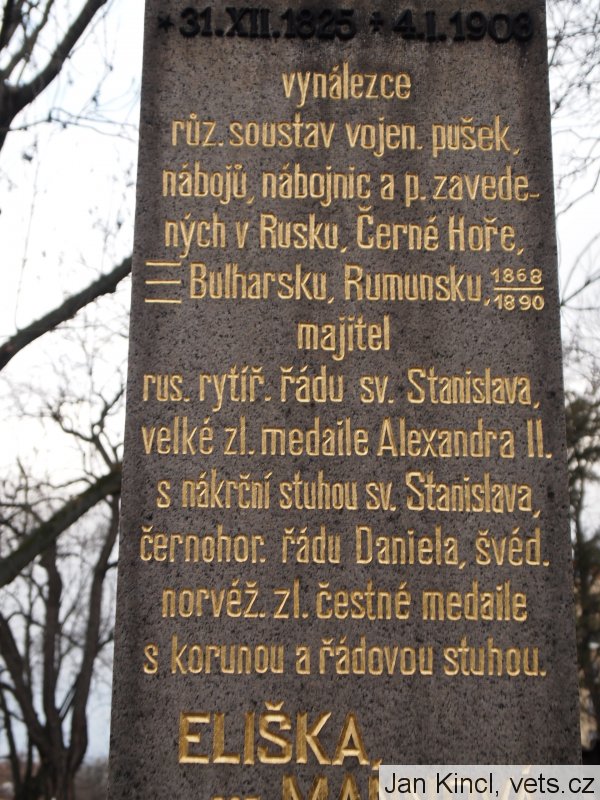 * 31.XII.1825 + 4.I.1903
vynálezce
růz. soustav vojen. pušek,
nábojů, nábojnic a p. zavede-
ných v Rusku, Černé Hoře,
Bulharsku, Rumunsku, 1868
1890
majitel
rus. rytíř. řádu sv. Stanislava,
velké zl. medaile Alexandra II.
s nákrční stuhou sv. Stanislava,
černohor. řádu Daniela, švéd.
norvéž. zl. čestné medaile
s korunou a řádovou stuhou.
ELIŠKA,
Jan Kincl, vets.cz